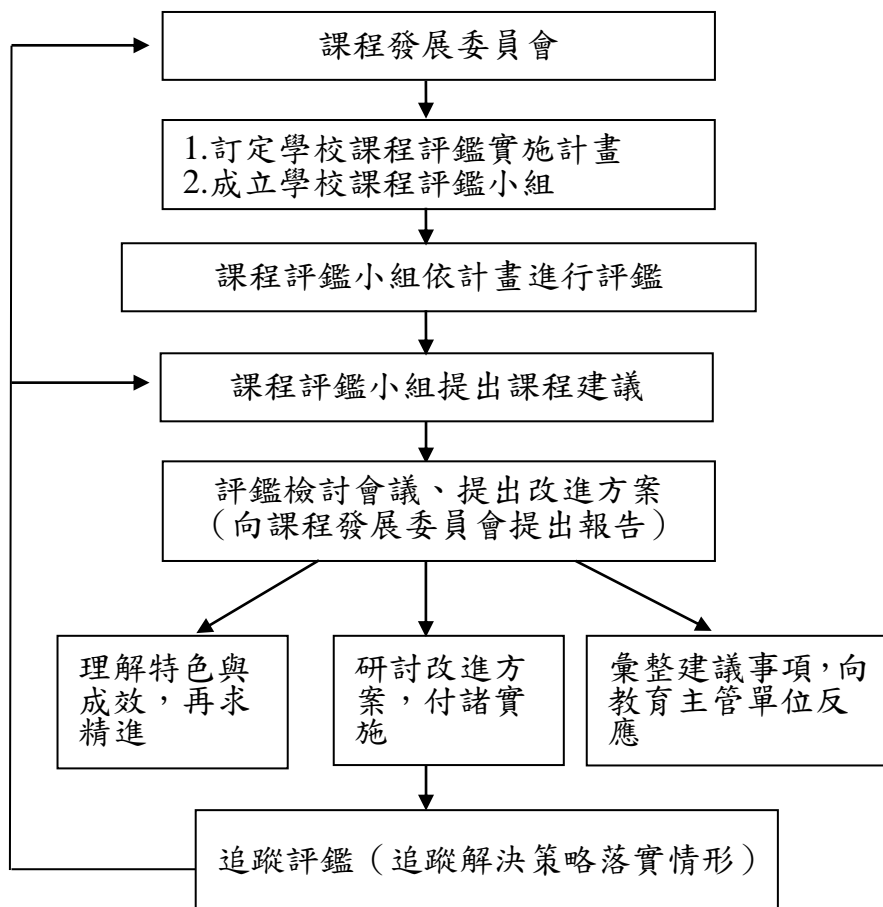 課程發展委員會
1.訂定學校課程評鑑實施計畫
2.成立學校課程評鑑小組
課程評鑑小組依計畫進行評鑑
課程評鑑小組提出課程建議
評鑑檢討會議、提出改進方案
（向課程發展委員會提出報告）
理解特色與
成效，再求
精進
研討改進方
案，付諸實
施
彙整建議事項，向
教育主管單位反
應
追蹤評鑑（追蹤解決策略落實情形）